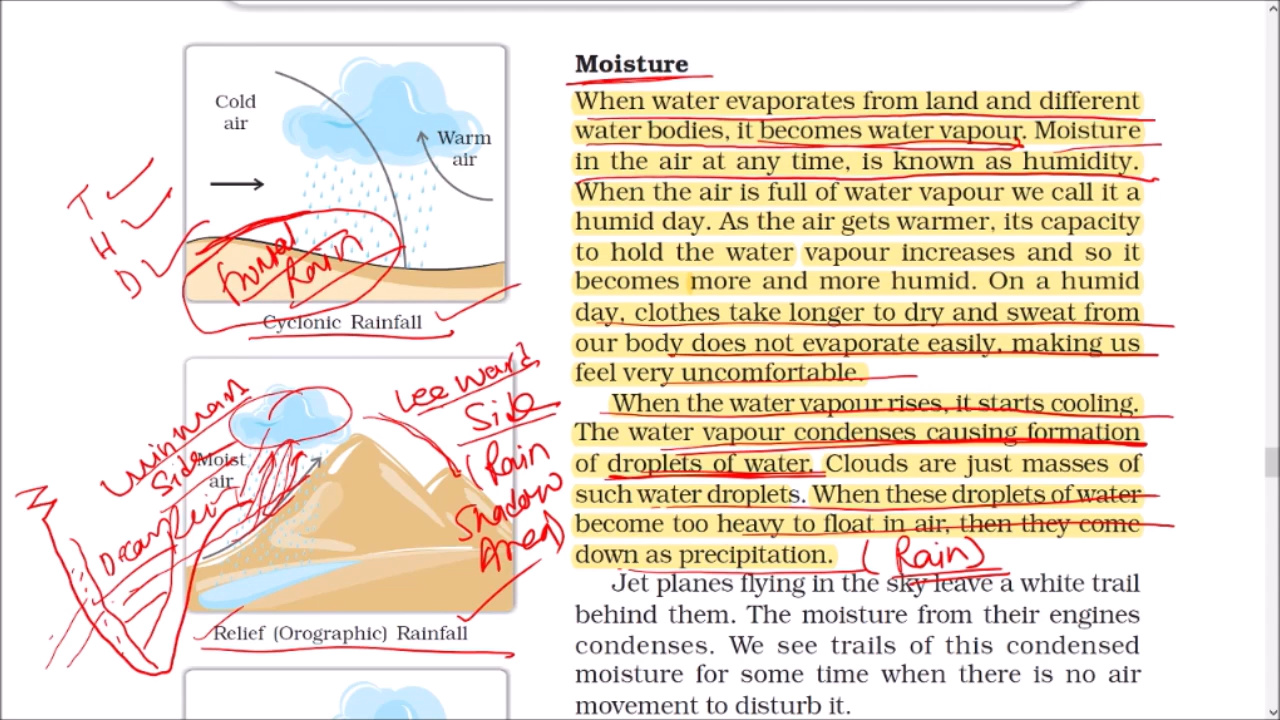 Cold
air
Warm
air
T
H
D
frontal
Rain
Cyclonic Rainfall
Windward
Side
Moist
air
Leeward
Side
(Rain
Shadow
Area)
Relief (Orographic) Rainfall
Moisture
When water evaporates from land and different
water bodies, it becomes water vapour. Moisture
in the air at any time, is known as humidity.
When the air is full of water vapour we call it a
humid day. As the air gets warmer, its capacity
to hold the water vapour increases and so it
becomes more and more humid. On a humid
day, clothes take longer to dry and sweat from
our body does not evaporate easily, making us
feel very uncomfortable.
When the water vapour rises, it starts cooling.
The water vapour condenses causing formation
of droplets of water. Clouds are just masses of
such water droplets. When these droplets of water
become too heavy to float in air, then they come
down as precipitation. (Rain)
Jet planes flying in the sky leave a white trail
behind them. The moisture from their engines
condenses. We see trails of this condensed
moisture for some time when there is no air
movement to disturb it.